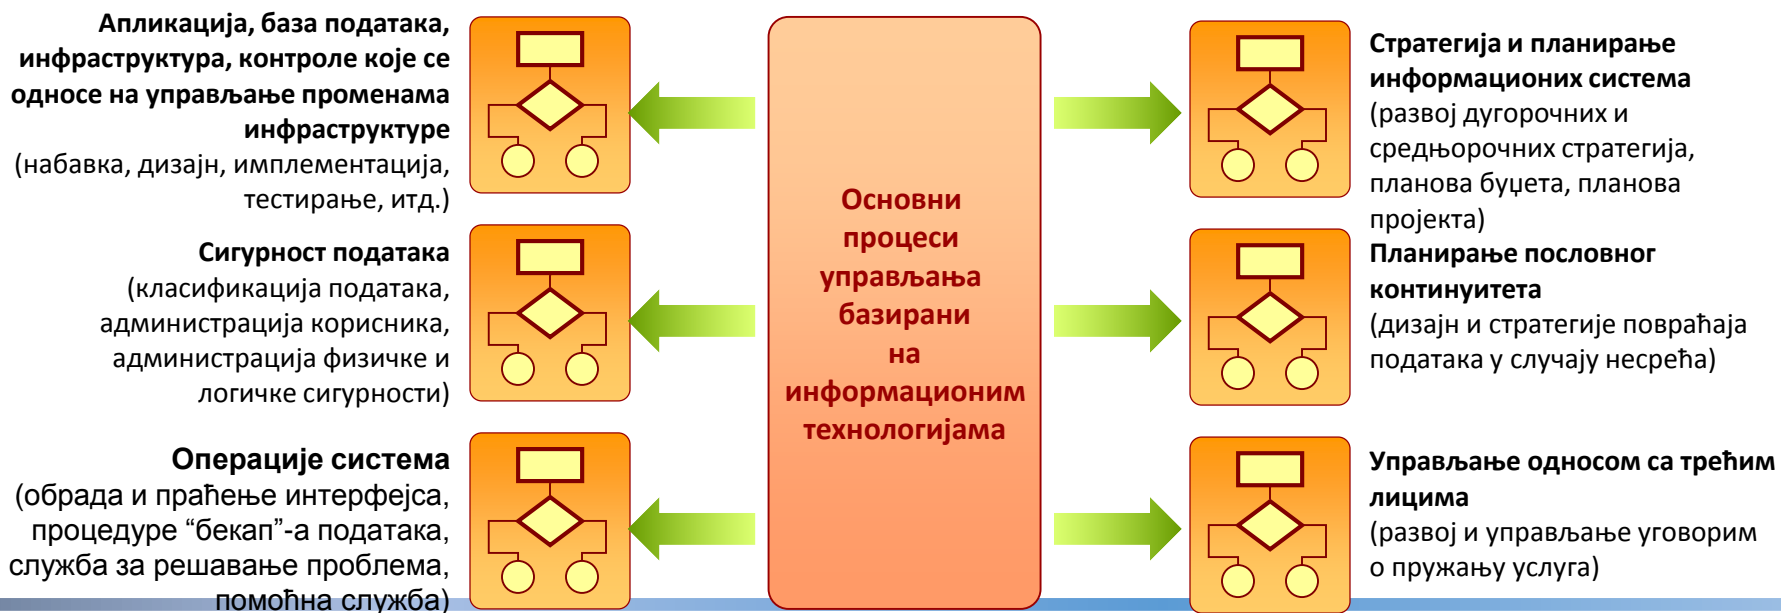 Апликација, база података,
инфраструктура, контроле које се
односе на управљање променама
инфраструктуре
(набавка, дизајн, имплементација,
тестирање, итд.)
Сигурност података
(класификација података,
администрација корисника,
администрација физичке и
логичке сигурности)
Операције система
(обрада и праћење интерфејса,
процедуре “бекап”-а података,
служба за решавање проблема,
помоћна служба)
Основни
процеси
управљања
базирани
на
информационим
технологијама
Стратегија и планирање
информационих система
(развој дугорочних и
средњорочних стратегија,
планова буџета, планова
пројекта)
Планирање пословног
континуитета
(дизајн и стратегије повраћаја
података у случају несрећа)
Управљање односом са трећим
лицима
(развој и управљање уговорим
о пружању услуга)